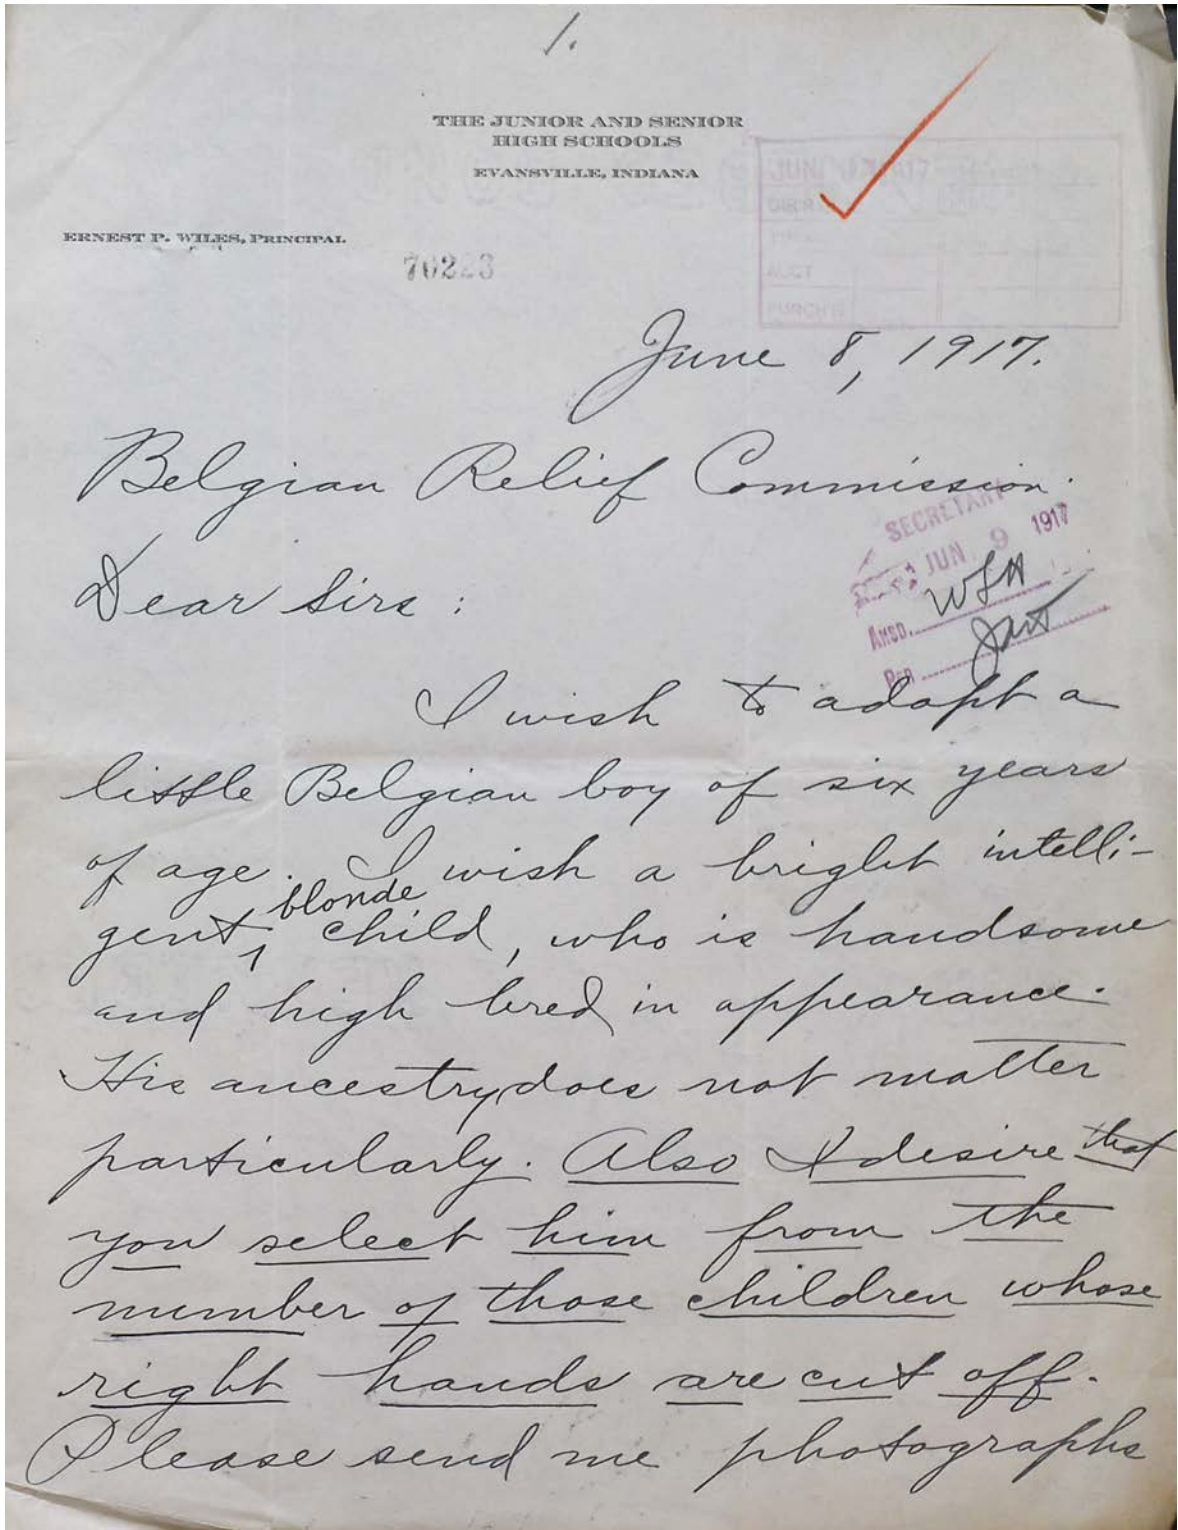 1.
THE JUNIOR AND SENIOR
HIGH SCHOOLS
EVANSVILLE, INDIANA
JUN
ERNEST P. WILES, PRINCIPAL
AUCT
PURCH'G
June 8, 1917.
Belgian Relief Commission.
SECRETARY
JUN 9 1917
Dear Sirs:
ANSD.
PER
I wish to adopt a
little Belgian boy of six years
of age. I wish a bright intelli-
blonde
gent, child, who is handsome
and high bred in appearance.
His ancestry does not matter
particularly. Also I desire that
you select him from the
number of those children whose
right hands are cut off.
Please send me photographs